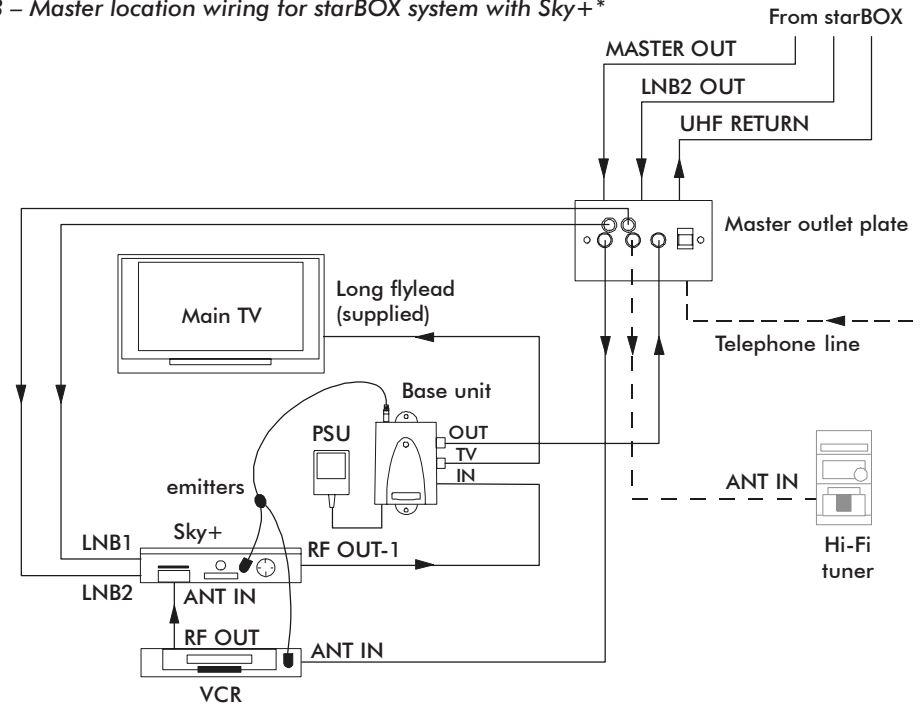 3 – Master location wiring for starBOX system with Sky+*
From starBOX
MASTER OUT
LNB2 OUT
UHF RETURN
Master outlet plate
Main TV
Long flylead
(supplied)
Telephone line
Base unit
PSU
OUT
TV
IN
ANT IN
emitters
Sky+
LNB1
RF OUT-1
Hi-Fi
tuner
LNB2
ANT IN
RF OUT
ANT IN
VCR